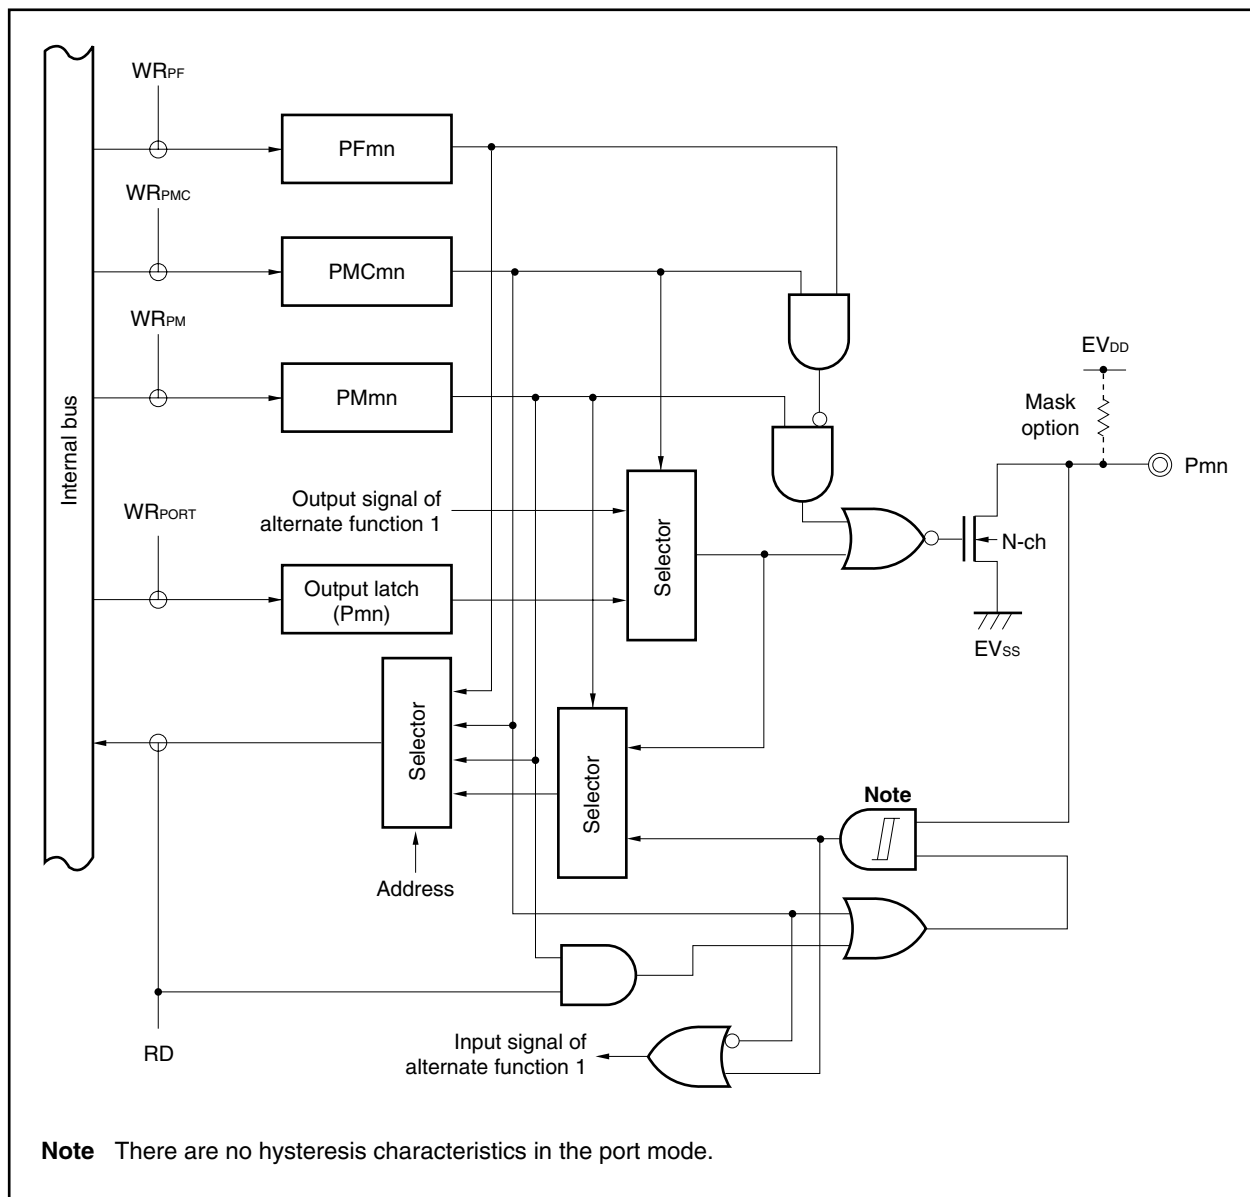 WRPF
PFmn
WRPMC
PMCmn
WRPM
PMmn
EVDD
Mask
option
Pmn
Internal bus
Output signal of
alternate function 1
WRPORT
Selector
N-ch
Output latch
(Pmn)
EVSS
Selector
Selector
Note
Address
RD
Input signal of
alternate function 1
Note There are no hysteresis characteristics in the port mode.